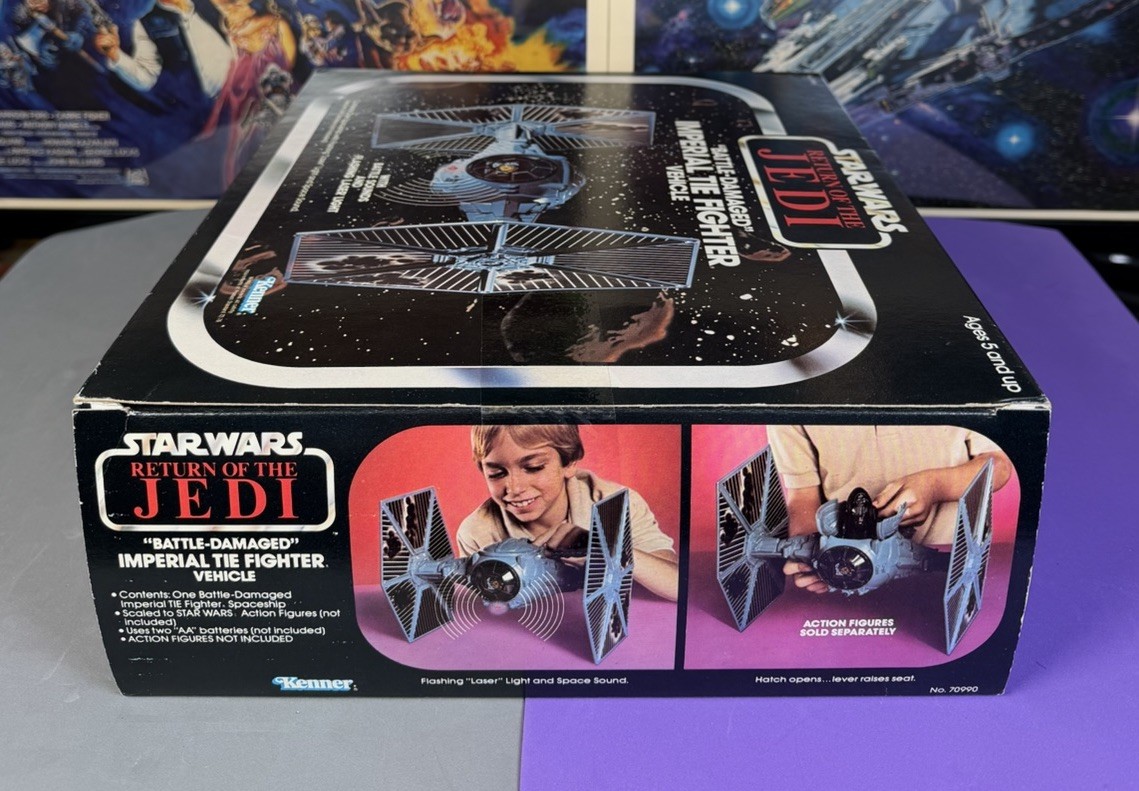 STAR WARS
RETURN OF THE
JEDI
"BATTLE-DAMAGED"
IMPERIAL TIE FIGHTER
VEHICLE
WITH
Kenner
Ages 5 and up
STAR WARS
RETURN OF THE
JEDI
"BATTLE-DAMAGED"
IMPERIAL TIE FIGHTER
VEHICLE
• Contents: One Battle-Damaged
Imperial TIE Fighter Spaceship
• Scaled to STAR WARS Action Figures (not
included)
• Uses two "AA" batteries (not included)
• ACTION FIGURES NOT INCLUDED
Kenner
Flashing "Laser" Light and Space Sound.
ACTION FIGURES
SOLD SEPARATELY
Hatch opens...lever raises seat.
No. 70990